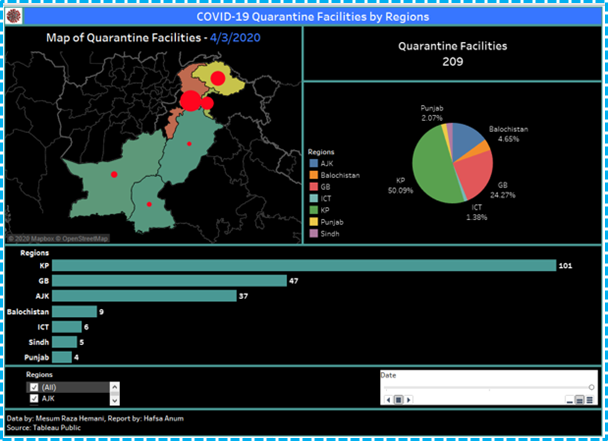 COVID-19 Quarantine Facilities by Regions
Map of Quarantine Facilities - 4/3/2020
© 2020 Mapbox © OpenStreetMap
Quarantine Facilities
209
Regions
AJK
Balochistan
GB
ICT
KP
Punjab
Sindh
Punjab
2.07%
Balochistan
4.65%
KP
50.09%
GB
24.27%
ICT
1.38%
Regions
KP 101
GB 47
AJK 37
Balochistan 9
ICT 6
Sindh 5
Punjab 4
Regions
(All)
AJK
Date
Data by: Mesum Raza Hemani, Report by: Hafsa Anum
Source: Tableau Public